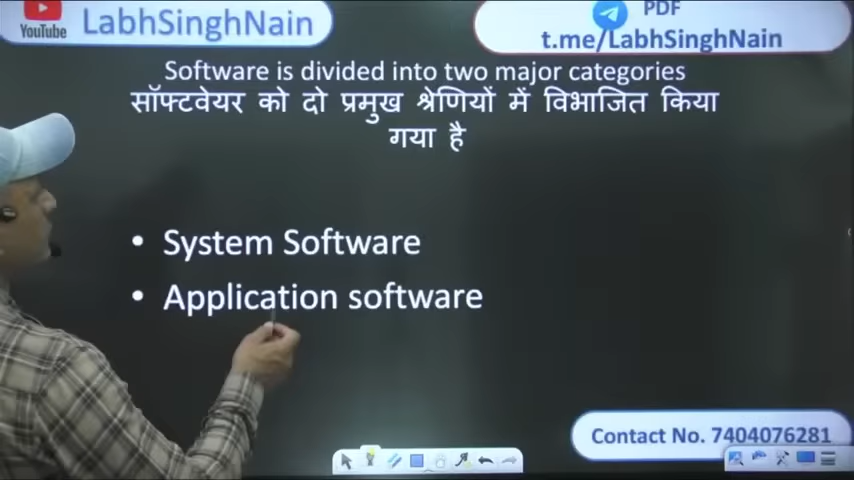 YouTube
LabhSinghNain
PDF
t.me/LabhSinghNain
Software is divided into two major categories
सॉफ्टवेयर को दो प्रमुख श्रेणियों में विभाजित किया
गया है
• System Software
• Application software
Contact No. 7404076281